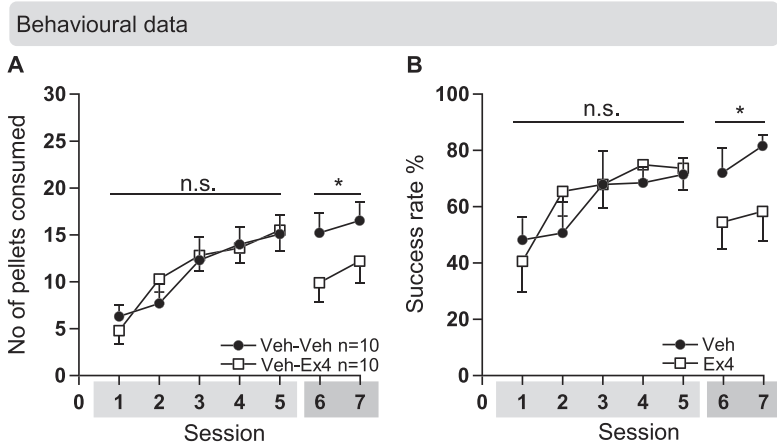 Behavioural data
A
No of pellets consumed
30
25
20
15
10
5
0
n.s.
*
Veh-Veh n=10
Veh-Ex4 n=10
0 1 2 3 4 5 6 7
Session
B
Success rate %
100
80
60
40
20
0
n.s.
*
Veh
Ex4
0 1 2 3 4 5 6 7
Session